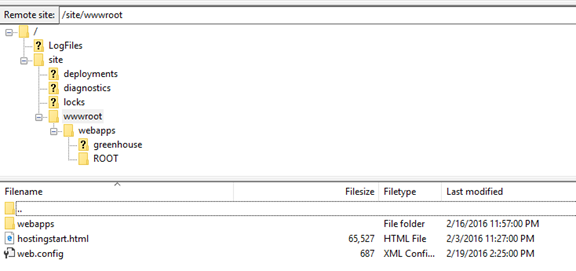 Remote site: /site/wwwroot
/
LogFiles
site
deployments
diagnostics
locks
wwwroot
webapps
greenhouse
ROOT
Filename Filesize Filetype Last modified
..
webapps File folder 2/16/2016 11:57:00 PM
hostingstart.html 65,527 HTML File 2/3/2016 11:27:00 PM
web.config 687 XML Config... 2/19/2016 2:25:00 PM